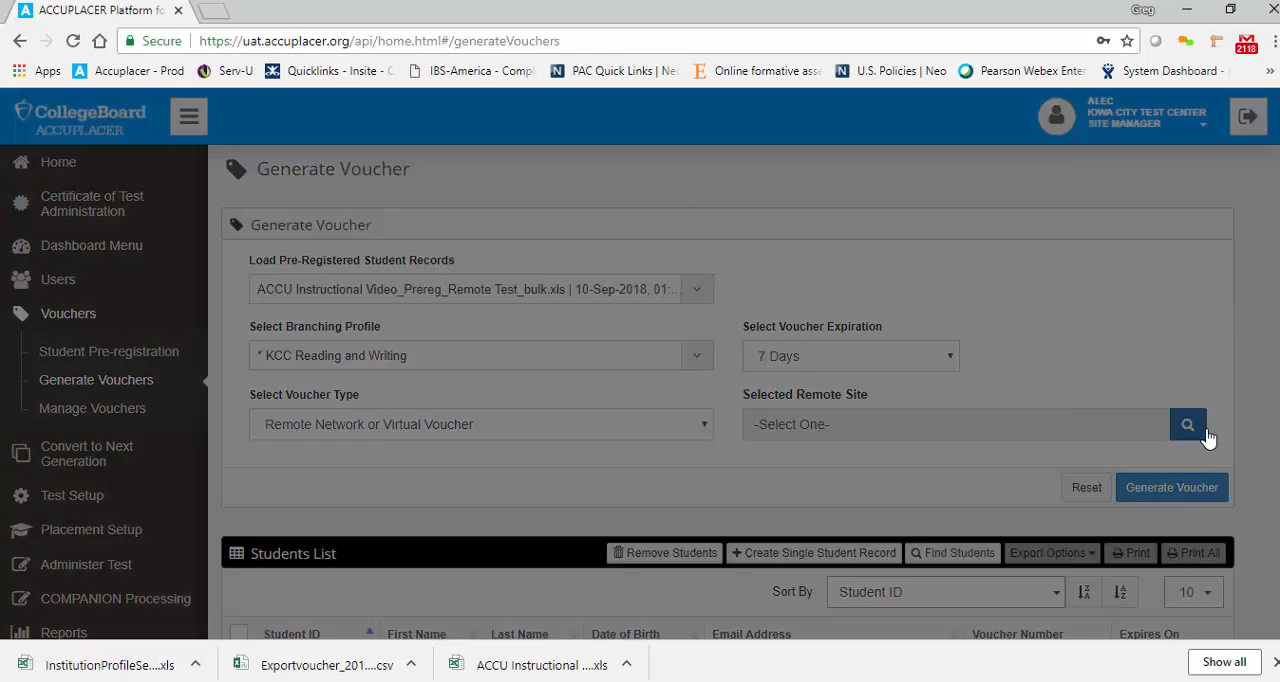 ACCUPLACER Platform fo
Greg
Secure
https://uat.accuplacer.org/api/home.html#/generateVouchers
2118
Apps
Accuplacer - Prod
Serv-U
Quicklinks - Insite - C
IBS-America - Compl
PAC Quick Links | Ne
Online formative asse
U.S. Policies | Neo
Pearson Webex Enter
System Dashboard -
»
CollegeBoard
ACCUPLACER
ALEC
IOWA CITY TEST CENTER
SITE MANAGER
Home
Certificate of Test
Administration
Dashboard Menu
Users
Vouchers
Student Pre-registration
Generate Vouchers
Manage Vouchers
Convert to Next
Generation
Test Setup
Placement Setup
Administer Test
COMPANION Processing
Reports
Generate Voucher
Generate Voucher
Load Pre-Registered Student Records
ACCU Instructional Video_Prereg_Remote Test_bulk.xls | 10-Sep-2018, 01:...
Select Branching Profile
Select Voucher Expiration
* KCC Reading and Writing
7 Days
Select Voucher Type
Selected Remote Site
Remote Network or Virtual Voucher
-Select One-
Reset
Generate Voucher
Students List
Remove Students
+ Create Single Student Record
Find Students
Export Options
Print
Print All
Sort By
Student ID
10
Student ID
First Name
Last Name
Date of Birth
Email Address
Voucher Number
Expires On
InstitutionProfileSe....xls
Exportvoucher_201....csv
ACCU Instructional ....xls
Show all